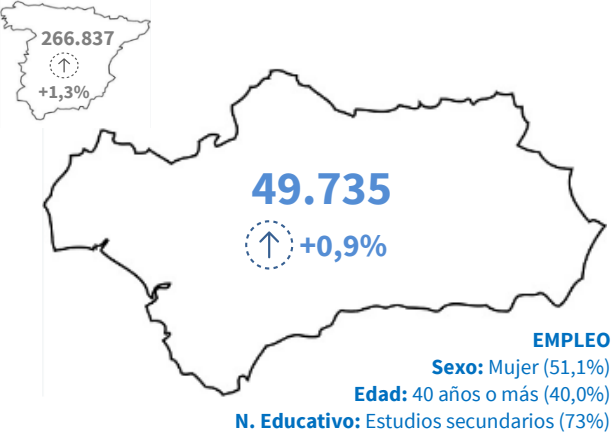 266.837
+1,3%
49.735
+0,9%
EMPLEO
Sexo: Mujer (51,1%)
Edad: 40 años o más (40,0%)
N. Educativo: Estudios secundarios (73%)